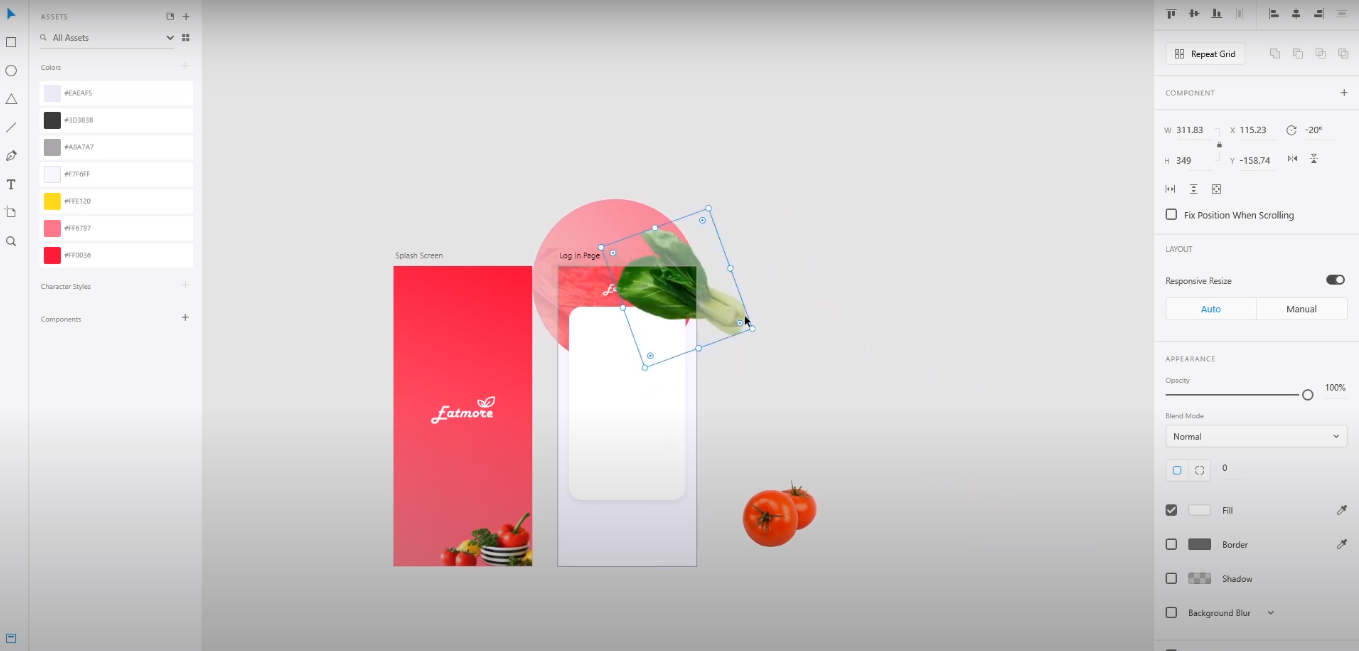 ASSETS
All Assets
Colors
#EAEAF5
#3D3B3B
#A8A7A7
#F7F6FF
#FFE120
#FF6787
#FF0036
Character Styles
Components
Splash Screen
Log In Page
Eatmore
Repeat Grid
COMPONENT
W 311.83 X 115.23 -20°
H 349 Y -158.74
Fix Position When Scrolling
LAYOUT
Responsive Resize
Auto Manual
APPEARANCE
Opacity
100%
Blend Mode
Normal
0
Fill
Border
Shadow
Background Blur